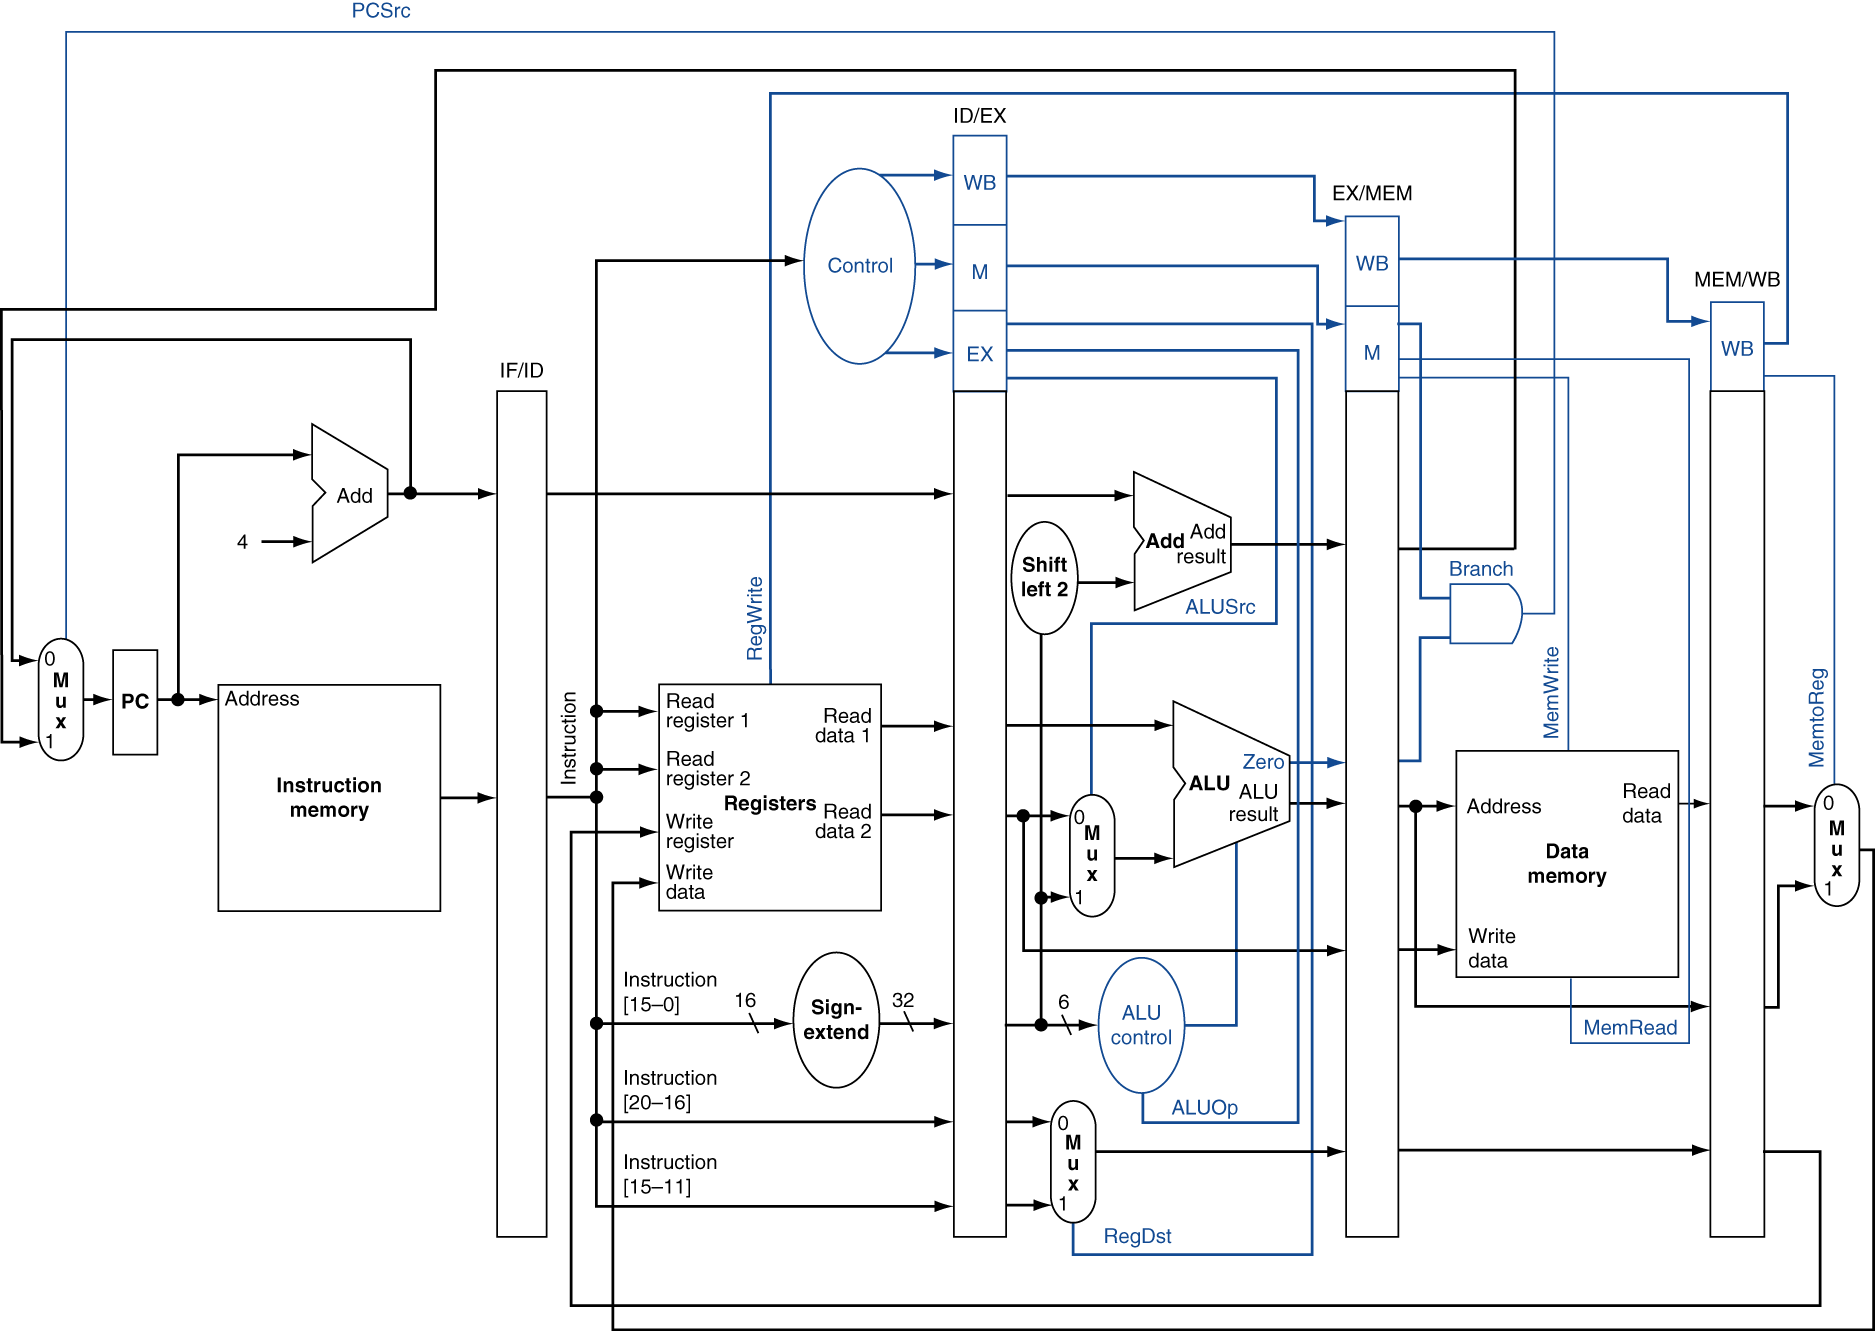 PCSrc
ID/EX
WB
EX/MEM
Control
M
WB
MEM/WB
EX
M
WB
IF/ID
Add
4
Add
Add
result
Shift
left 2
Branch
ALUSrc
RegWrite
MemWrite
MemtoReg
0
M
u
x
1
PC
Address
Instruction
memory
Instruction
Read
register 1
Read
register 2
Write
register
Write
data
Registers
Read
data 1
Read
data 2
Zero
ALU
ALU
result
0
M
u
x
1
Address
Read
data
Data
memory
Write
data
0
M
u
x
1
MemRead
Instruction
[15–0]
16
Sign-
extend
32
6
ALU
control
Instruction
[20–16]
ALUOp
0
M
u
x
1
Instruction
[15–11]
RegDst